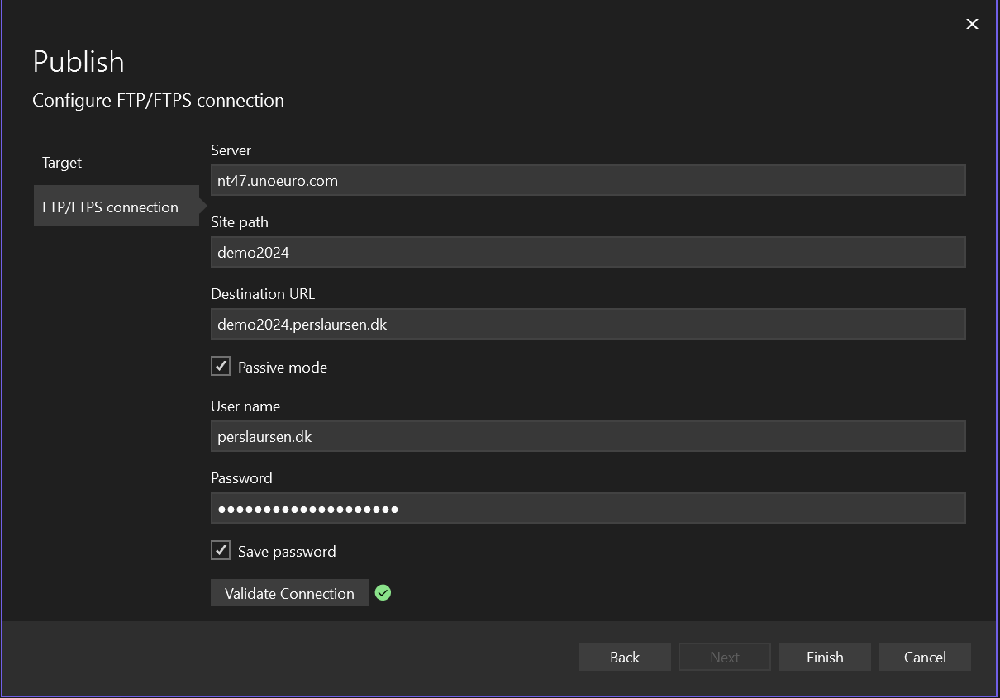 Publish
Configure FTP/FTPS connection
Target
FTP/FTPS connection
Server
nt47.unoeuro.com
Site path
demo2024
Destination URL
demo2024.perslaursen.dk
Passive mode
User name
perslaursen.dk
Password
●●●●●●●●●●●●●●●●●●●●
Save password
Validate Connection
Back
Next
Finish
Cancel